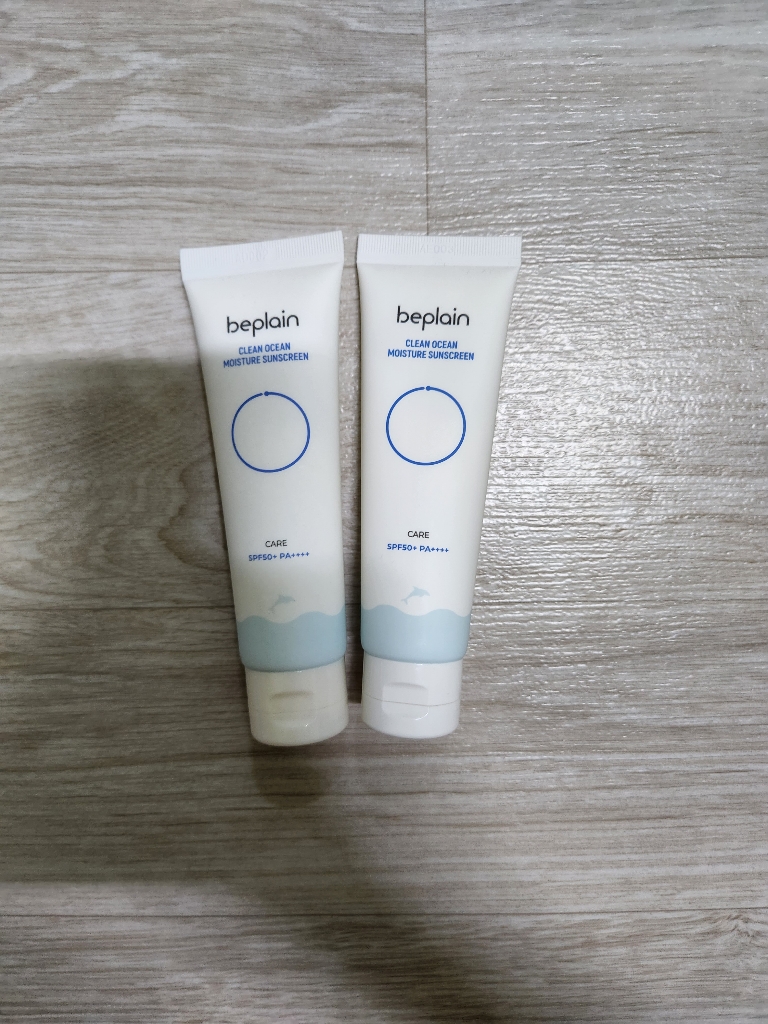 beplain
CLEAN OCEAN
MOISTURE SUNSCREEN
CARE
SPF50+ PA++++
beplain
CLEAN OCEAN
MOISTURE SUNSCREEN
CARE
SPF50+ PA++++